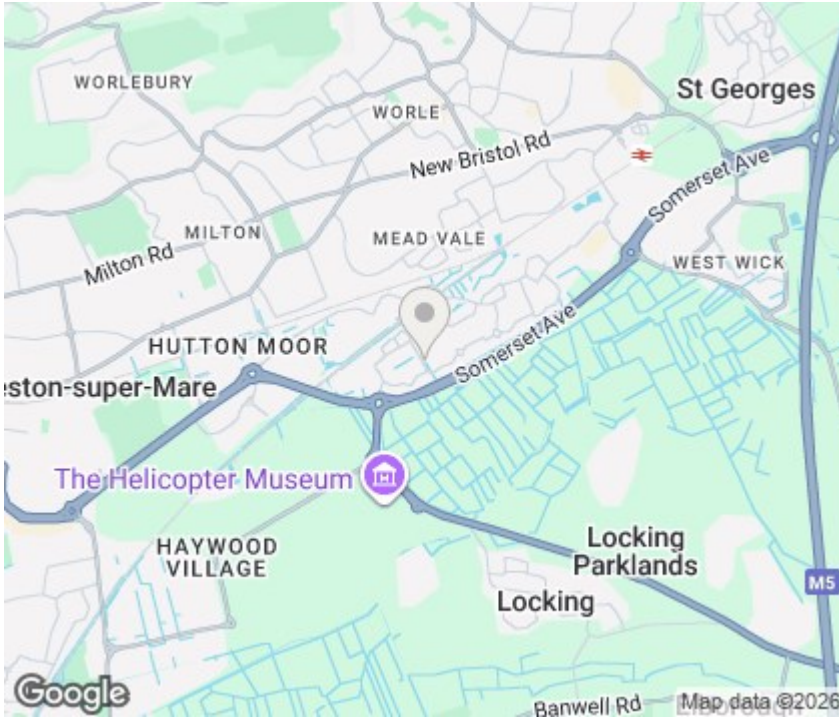 WORLEBURY
St Georges
WORLE
New Bristol Rd
Somerset Ave
MILTON
MEAD VALE
Milton Rd
WEST WICK
HUTTON MOOR
Somerset Ave
eston-super-Mare
The Helicopter Museum
HAYWOOD
VILLAGE
Locking
Parklands
M5
Locking
Google
Banwell Rd
Map data ©2026
Elborough